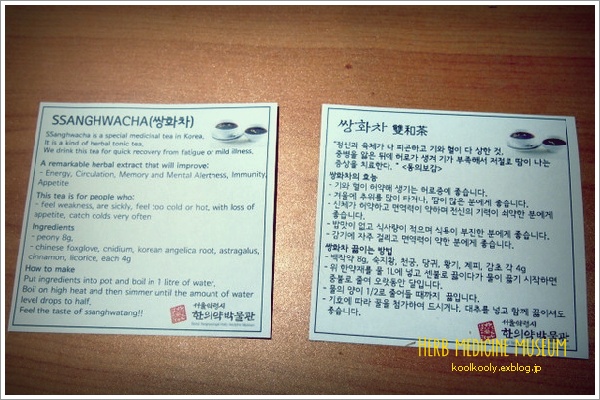 SSANGHWACHA(쌍화차)
SSanghwacha is a special medicinal tea in Korea.
It is a kind of herbal tonic tea.
We drink this tea for quick recovery from fatigue or mild illness.
A remarkable herbal extract that will improve:
- Energy, Circulation, Memory and Mental Alertness, Immunity,
Appetite
This tea is for people who:
- feel weakness, are sickly, feel too cold or hot, with loss of
appetite, catch colds very often
Ingredients
- peony 8g,
- chinese foxglove, cnidium, korean angelica root, astragalus,
cinnamon, licorice, each 4g
How to make
Put ingredients into pot and boil in 1 litre of water.
Boil on high heat and then simmer until the amount of water
level drops to half.
Feel the taste of ssanghwatang!!
서울약령시
한의약박물관
쌍화차 雙和茶
"정신과 육체가 다 피곤하고 기와 혈이 다 상한 것,
중병을 앓은 뒤에 허로가 생겨 기가 부족해서 저절로 땀이 나는
증상을 치료한다. " <동의보감>
쌍화차의 효능
- 기와 혈이 허약해 생기는 허로증에 좋습니다.
- 겨울에 추위를 많이 타거나, 땀이 많은 분에게 좋습니다.
- 신체가 허약하고 면역력이 약하며 전신의 기력이 쇠약한 분에게
좋습니다.
- 밥맛이 없고 식사량이 적으며 식욕이 부진한 분에게 좋습니다.
- 감기에 자주 걸리고 면역력이 약한 분에게 좋습니다.
쌍화차 끓이는 방법
- 백작약 8g, 숙지황, 천궁, 당귀, 황기, 계피, 감초 각 4g
- 위 한약재를 물 1L에 넣고 센불로 끓이다가 물이 끓기 시작하면
중불로 줄여 오랫동안 달입니다.
- 물의 양이 1/2로 줄어들 때까지 끓입니다.
- 기호에 따라 꿀을 첨가하여 드시거나, 대추를 넣고 함께 끓이셔도
좋습니다.
서울약령시
한의약박물관
HERB MEDICINE MUSEUM
koolkooly.exblog.jp